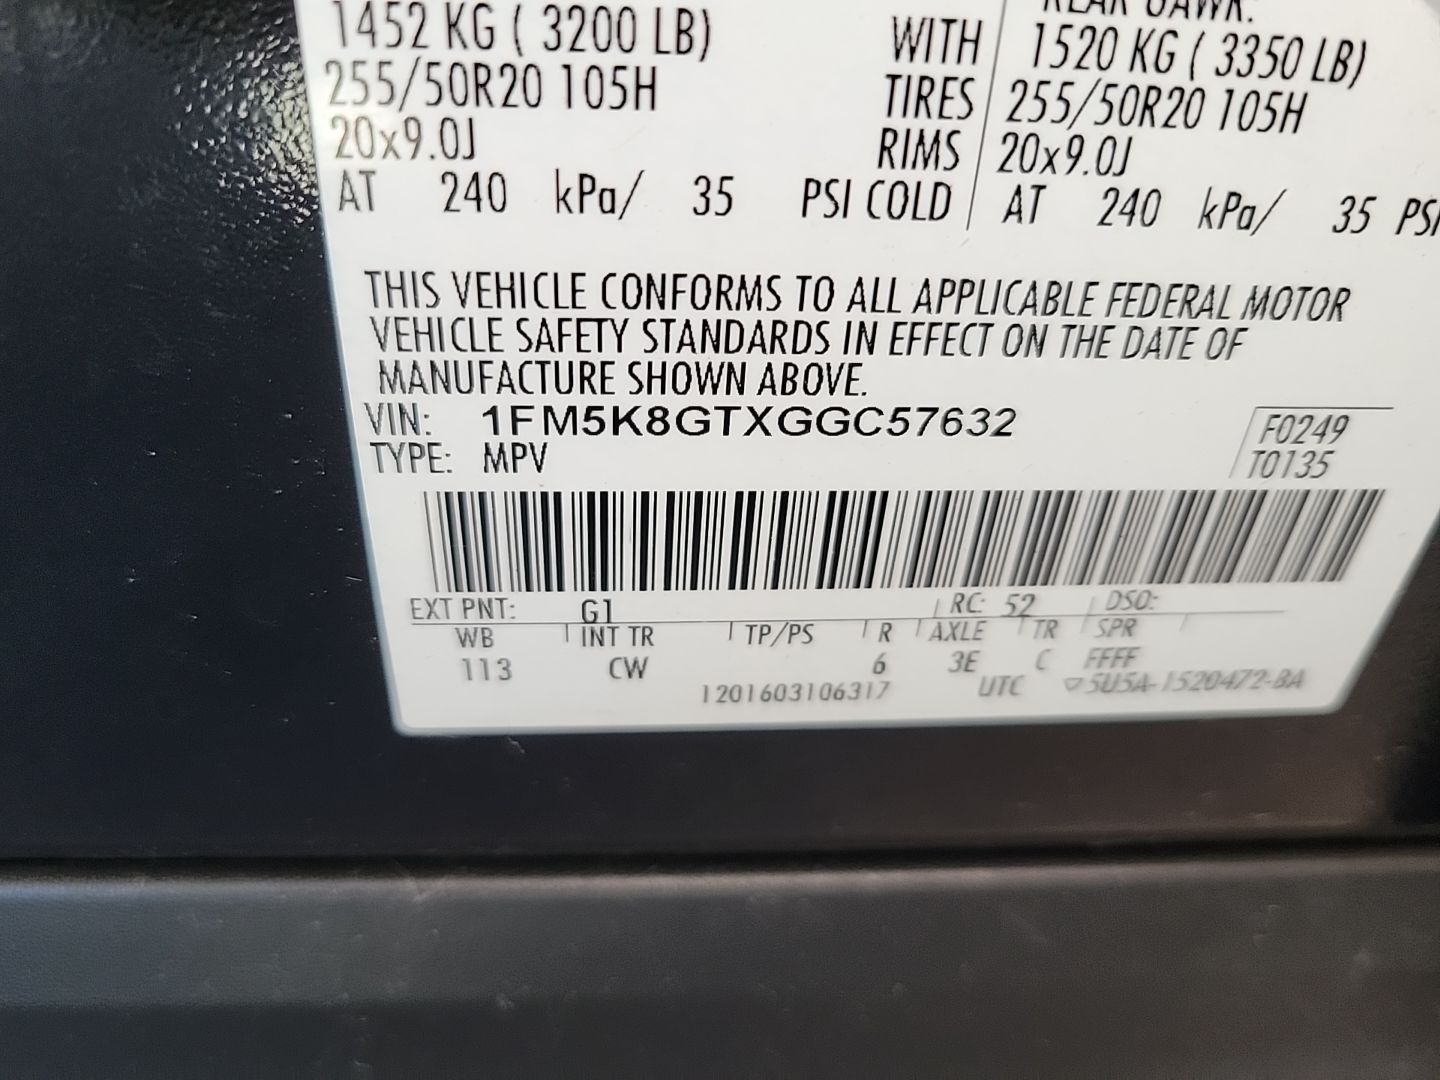 1452 KG ( 3200 LB)
255/50R20 105H
20x9.0J
AT 240 kPa/ 35 PSI COLD
WITH
TIRES
RIMS
REAR GAWR:
1520 KG ( 3350 LB)
255/50R20 105H
20x9.0J
AT 240 kPa/ 35 PSI
THIS VEHICLE CONFORMS TO ALL APPLICABLE FEDERAL MOTOR
VEHICLE SAFETY STANDARDS IN EFFECT ON THE DATE OF
MANUFACTURE SHOWN ABOVE.
VIN: 1FM5K8GTXGGC57632
TYPE: MPV
F0249
T0135
EXT PNT: G1 RC: 52 DSO:
WB INT TR TP/PS R AXLE TR SPR
113 CW 6 3E C FFFF
1201603106317 UTC ▽5U5A-1520472-BA